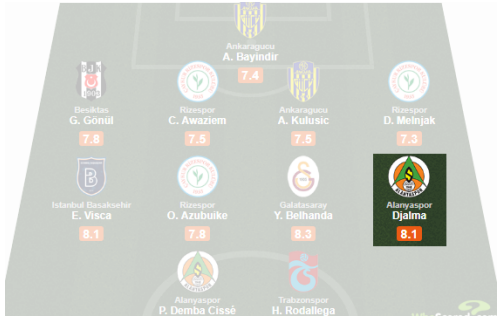 Ankaragucu
A. Bayindir
7.4
Besiktas Rizespor Ankaragucu Rizespor
G. Gönül C. Awaziem A. Kulusic D. Melnjak
7.8 7.5 7.5 7.3
Istanbul Basaksehir Rizespor Galatasaray Alanyaspor
E. Visca O. Azubuike Y. Belhanda Djalma
8.1 7.8 8.3 8.1
Alanyaspor Trabzonspor
P. Demba Cissé H. Rodallega